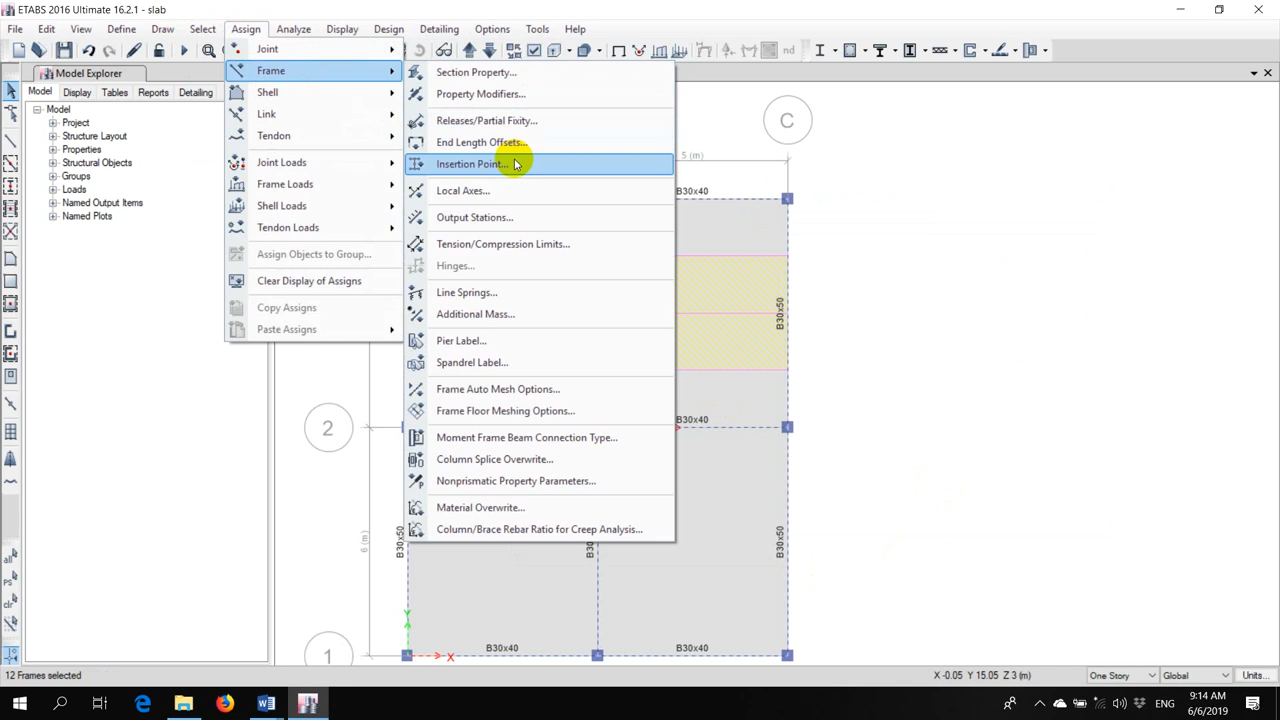 ETABS 2016 Ultimate 16.2.1 - slab
File Edit View Define Draw Select Assign Analyze Display Design Detailing Options Tools Help
nd
Model Explorer
Model Display Tables Reports Detailing
Model
Project
Structure Layout
Properties
Structural Objects
Groups
Loads
Named Output Items
Named Plots
Joint
Frame
Shell
Link
Tendon
Joint Loads
Frame Loads
Shell Loads
Tendon Loads
Assign Objects to Group...
Clear Display of Assigns
Copy Assigns
Paste Assigns
Section Property...
Property Modifiers...
Releases/Partial Fixity...
End Length Offsets...
Insertion Point...
Local Axes...
Output Stations...
Tension/Compression Limits...
Hinges...
Line Springs...
Additional Mass...
Pier Label...
Spandrel Label...
Frame Auto Mesh Options...
Frame Floor Meshing Options...
Moment Frame Beam Connection Type...
Column Splice Overwrite...
Nonprismatic Property Parameters...
Material Overwrite...
Column/Brace Rebar Ratio for Creep Analysis...
C
5 (m)
B30x40
B30x50
2
B30x40
6 (m)
B30x50
B30x50
Y
B30x40
B30x40
1
X
all
PS
clr
12 Frames selected
X -0.05 Y 15.05 Z 3 (m)
One Story
Global
Units...
ENG
9:14 AM
6/6/2019